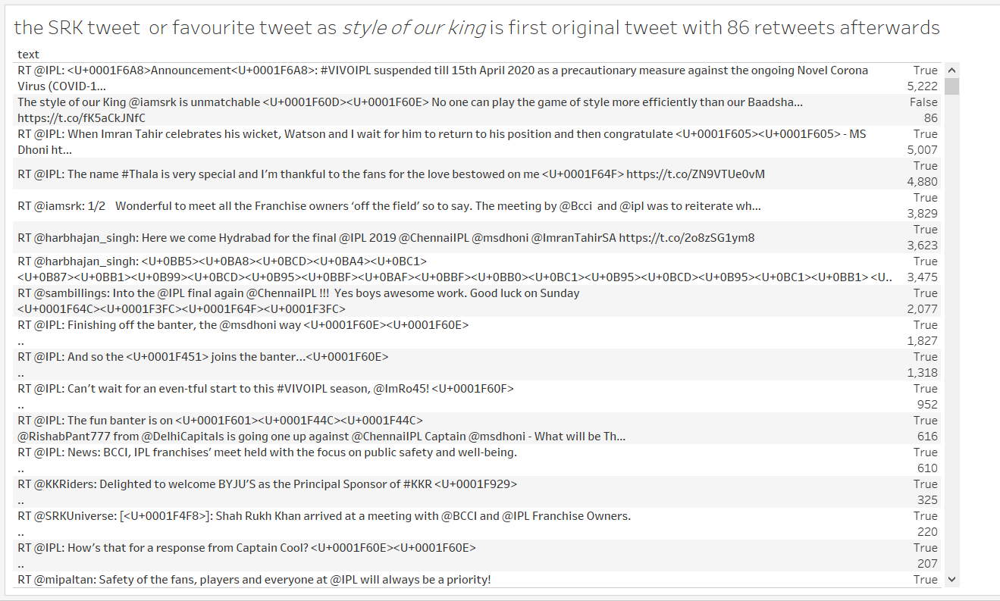 the SRK tweet  or favourite tweet as style of our king is first original tweet with 86 retweets afterwards
text
RT @IPL: <U+0001F6A8>Announcement<U+0001F6A8>: #VIVOIPL suspended till 15th April 2020 as a precautionary measure against the ongoing Novel Corona True
Virus (COVID-1... 5,222
The style of our King @iamsrk is unmatchable <U+0001F60D><U+0001F60E> No one can play the game of style more efficiently than our Baadsha... False
https://t.co/fK5aCkJNfC 86
RT @IPL: When Imran Tahir celebrates his wicket, Watson and I wait for him to return to his position and then congratulate <U+0001F605><U+0001F605> - MS True
Dhoni ht... 5,007
True
RT @IPL: The name #Thala is very special and I'm thankful to the fans for the love bestowed on me <U+0001F64F> https://t.co/ZN9VTUe0vM
4,880
True
RT @iamsrk: 1/2    Wonderful to meet all the Franchise owners ‘off the field’ so to say. The meeting by @Bcci  and @ipl was to reiterate wh...
3,829
True
RT @harbhajan_singh: Here we come Hydrabad for the final @IPL 2019 @ChennaiIPL @msdhoni @ImranTahirSA https://t.co/2o8zSG1ym8
3,623
RT @harbhajan_singh: <U+0BB5><U+0BA8><U+0BCD><U+0BA4><U+0BC1> True
<U+0B87><U+0BB1><U+0B99><U+0BCD><U+0B95><U+0BBF><U+0BAF><U+0BBF><U+0BB0><U+0BC1><U+0B95><U+0BCD><U+0B95><U+0BC1><U+0BB1> <U.. 3,475
RT @sambillings: Into the @IPL final again @ChennaiIPL !!!  Yes boys awesome work. Good luck on Sunday True
<U+0001F64C><U+0001F3FC><U+0001F64F><U+0001F3FC> 2,077
RT @IPL: Finishing off the banter, the @msdhoni way <U+0001F60E><U+0001F60E> True
.. 1,827
RT @IPL: And so the <U+0001F451> joins the banter...<U+0001F60E> True
.. 1,318
RT @IPL: Can't wait for an even-tful start to this #VIVOIPL season, @ImRo45! <U+0001F60F> True
.. 952
RT @IPL: The fun banter is on <U+0001F601><U+0001F44C><U+0001F44C> True
@RishabPant777 from @DelhiCapitals is going one up against @ChennaiIPL Captain @msdhoni - What will be Th... 616
RT @IPL: News: BCCI, IPL franchises' meet held with the focus on public safety and well-being. True
.. 610
RT @KKRiders: Delighted to welcome BYJU'S as the Principal Sponsor of #KKR <U+0001F929> True
.. 325
RT @SRKUniverse: [<U+0001F4F8>]: Shah Rukh Khan arrived at a meeting with @BCCI and @IPL Franchise Owners. True
.. 220
RT @IPL: How's that for a response from Captain Cool? <U+0001F60E><U+0001F60E> True
.. 207
RT @mipaltan: Safety of the fans, players and everyone at @IPL will always be a priority! True